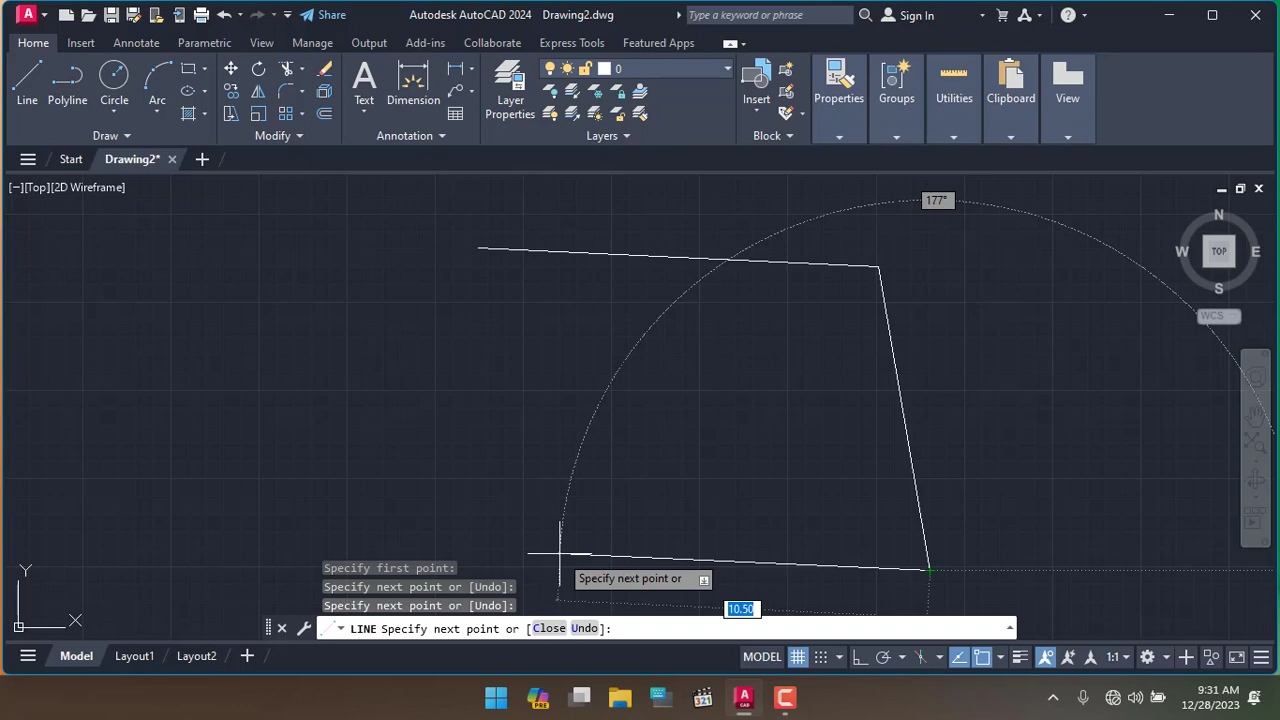 A CAD Share Autodesk AutoCAD 2024 Drawing2.dwg Type a keyword or phrase Sign In
Home Insert Annotate Parametric View Manage Output Add-ins Collaborate Express Tools Featured Apps
0
Line Polyline Circle Arc Text Dimension Layer Properties Insert Properties Groups Utilities Clipboard View
Draw Modify Annotation Layers Block
Start Drawing2*
[−][Top][2D Wireframe]
177°
N
W TOP E
S
WCS
Y
X
Specify first point:
Specify next point or [Undo]:
Specify next point or [Undo]:
Specify next point or
10.50
LINE Specify next point or [Close Undo]:
Model Layout1 Layout2 MODEL 1:1
PRE 321 A CAD 9:31 AM
12/28/2023